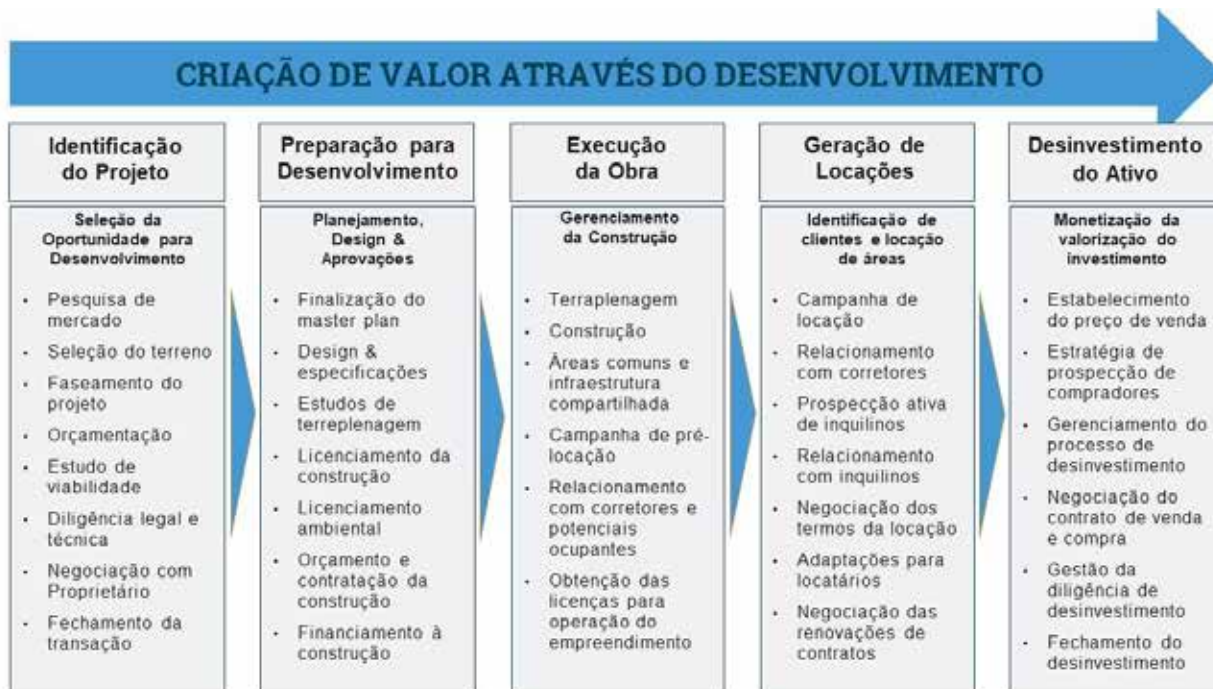 CRIAÇÃO DE VALOR ATRAVÉS DO DESENVOLVIMENTO
Identificação
do Projeto
Seleção da
Oportunidade para
Desenvolvimento
• Pesquisa de
mercado
• Seleção do terreno
• Faseamento do
projeto
• Orçamentação
• Estudo de
viabilidade
• Diligência legal e
técnica
• Negociação com
Proprietário
• Fechamento da
transação
Preparação para
Desenvolvimento
Planejamento,
Design &
Aprovações
• Finalização do
master plan
• Design &
especificações
• Estudos de
terreplenagem
• Licenciamento da
construção
• Licenciamento
ambiental
• Orçamento e
contratação da
construção
• Financiamento à
construção
Execução
da Obra
Gerenciamento
da Construção
• Terraplenagem
• Construção
• Áreas comuns e
infraestrutura
compartilhada
• Campanha de pré-
locação
• Relacionamento
com corretores e
potenciais
ocupantes
• Obtenção das
licenças para
operação do
empreendimento
Geração de
Locações
Identificação de
clientes e locação
de áreas
• Campanha de
locação
• Relacionamento
com corretores
• Prospecção ativa
de inquilinos
• Relacionamento
com inquilinos
• Negociação dos
termos da locação
• Adaptações para
locatários
• Negociação das
renovações de
contratos
Desinvestimento
do Ativo
Monetização da
valorização do
investimento
• Estabelecimento
do preço de venda
• Estratégia de
prospecção de
compradores
• Gerenciamento do
processo de
desinvestimento
• Negociação do
contrato de venda
e compra
• Gestão da
diligência de
desinvestimento
• Fechamento do
desinvestimento